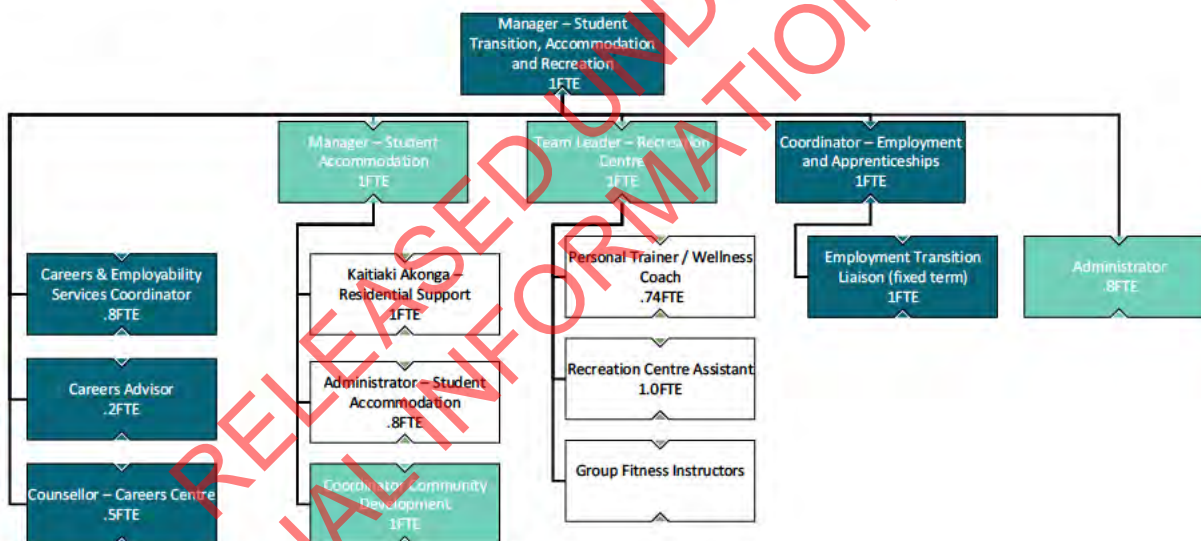 Manager – Student
Transition, Accommodation
and Recreation
1FTE
Manager – Student
Accommodation
1FTE
Team Leader – Recreation
Centre
1FTE
Coordinator – Employment
and Apprenticeships
1FTE
Careers & Employability
Services Coordinator
.8FTE
Kaitiaki Akonga –
Residential Support
1FTE
Personal Trainer / Wellness
Coach
.74FTE
Employment Transition
Liaison (fixed term)
1FTE
Administrator
.8FTE
Careers Advisor
.2FTE
Administrator – Student
Accommodation
.8FTE
Recreation Centre Assistant
1.0FTE
Counsellor – Careers Centre
.5FTE
Coordinator Community
Development
1FTE
Group Fitness Instructors
RELEASED UND
INFORMATION